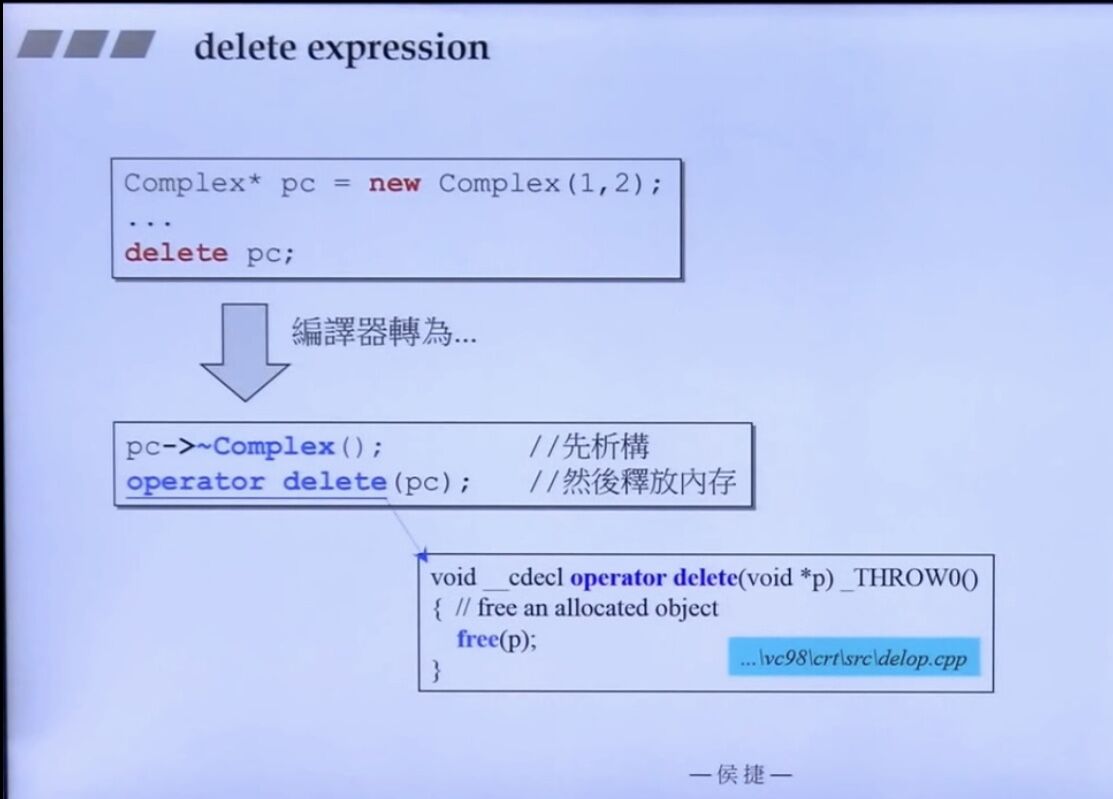 delete expression
Complex* pc = new Complex(1,2);
...
delete pc;
編譯器轉為...
pc->~Complex(); //先析構
operator delete(pc); //然後釋放內存
void __cdecl operator delete(void *p) _THROW0()
{ // free an allocated object
free(p);
}
...\vc98\crt\src\delop.cpp
—侯捷—